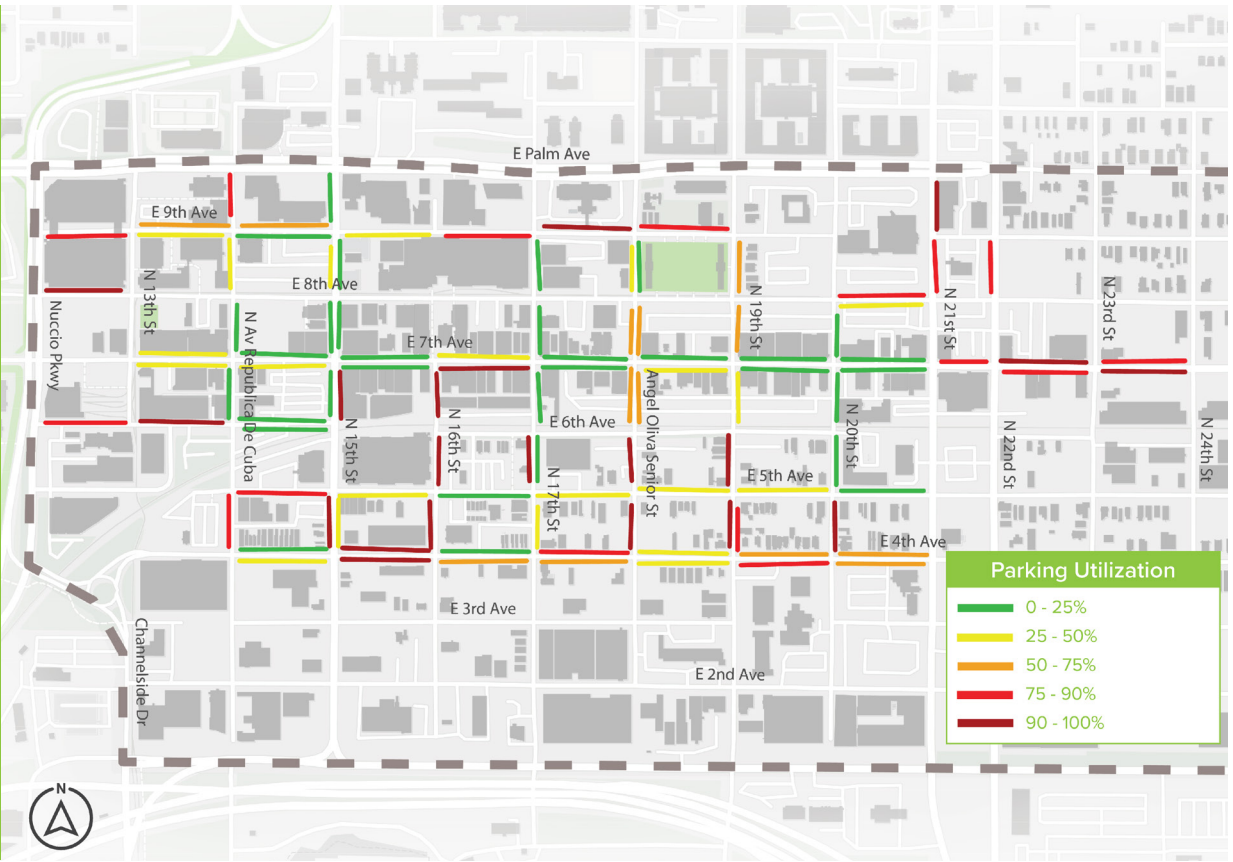 E Palm Ave
E 9th Ave
E 8th Ave
N 13th St
Nuccio Pkwy
N Av Republica De Cuba
E 7th Ave
N 19th St
N 21st St
N 23rd St
E 6th Ave
Angel Oliva Senior St
N 15th St
N 16th St
N 20th St
N 22nd St
N 24th St
E 5th Ave
N 17th St
E 4th Ave
E 3rd Ave
E 2nd Ave
Channelside Dr
Parking Utilization
0 - 25%
25 - 50%
50 - 75%
75 - 90%
90 - 100%
N